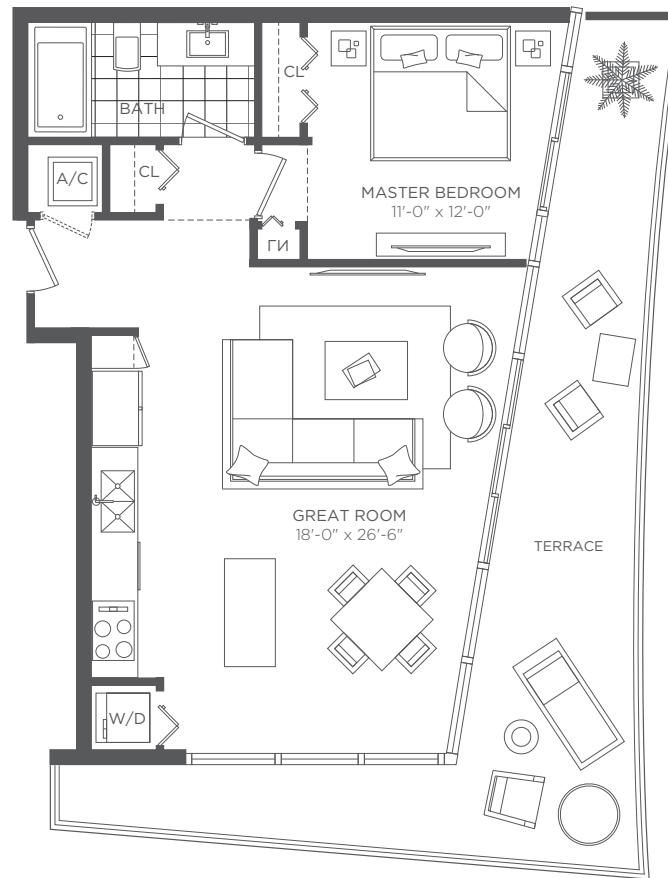 BATH
CL
CL
A/C
MASTER BEDROOM
11'-0" x 12'-0"
ГИ
GREAT ROOM
18'-0" x 26'-6"
TERRACE
W/D